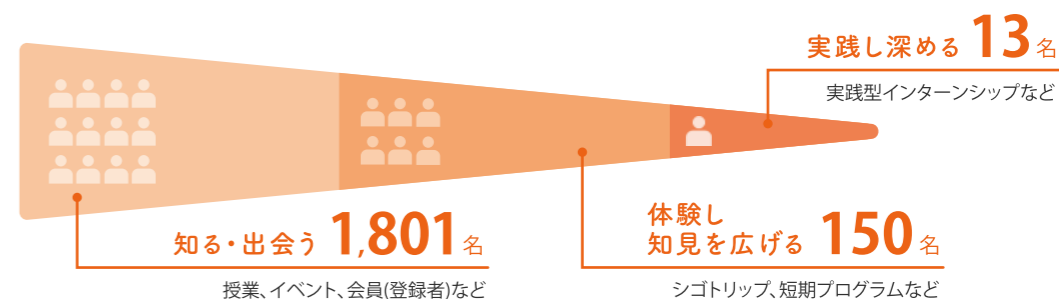 実践し深める 13名
実践型インターンシップなど
知る・出会う 1,801名
授業、イベント、会員(登録者)など
体験し
知見を広げる 150名
シゴトリップ、短期プログラムなど